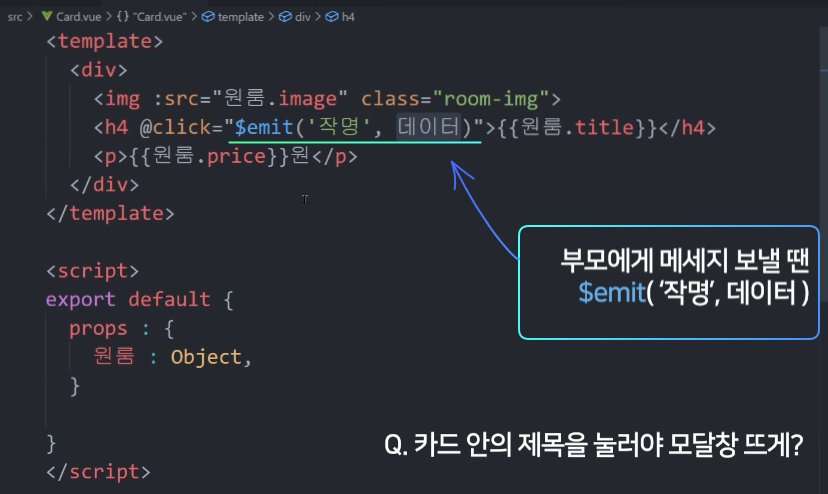 src > Card.vue > {} "Card.vue" > template > div > h4
<template>
<div>
<img :src="원룸.image" class="room-img">
<h4 @click="$emit('작명', 데이터)">{{원룸.title}}</h4>
<p>{{원룸.price}}원</p>
</div>
</template>
부모에게 메세지 보낼 땐
$emit( ‘작명’, 데이터 )
<script>
export default {
props : {
원룸 : Object,
}
}
</script>
Q. 카드 안의 제목을 눌러야 모달창 뜨게?